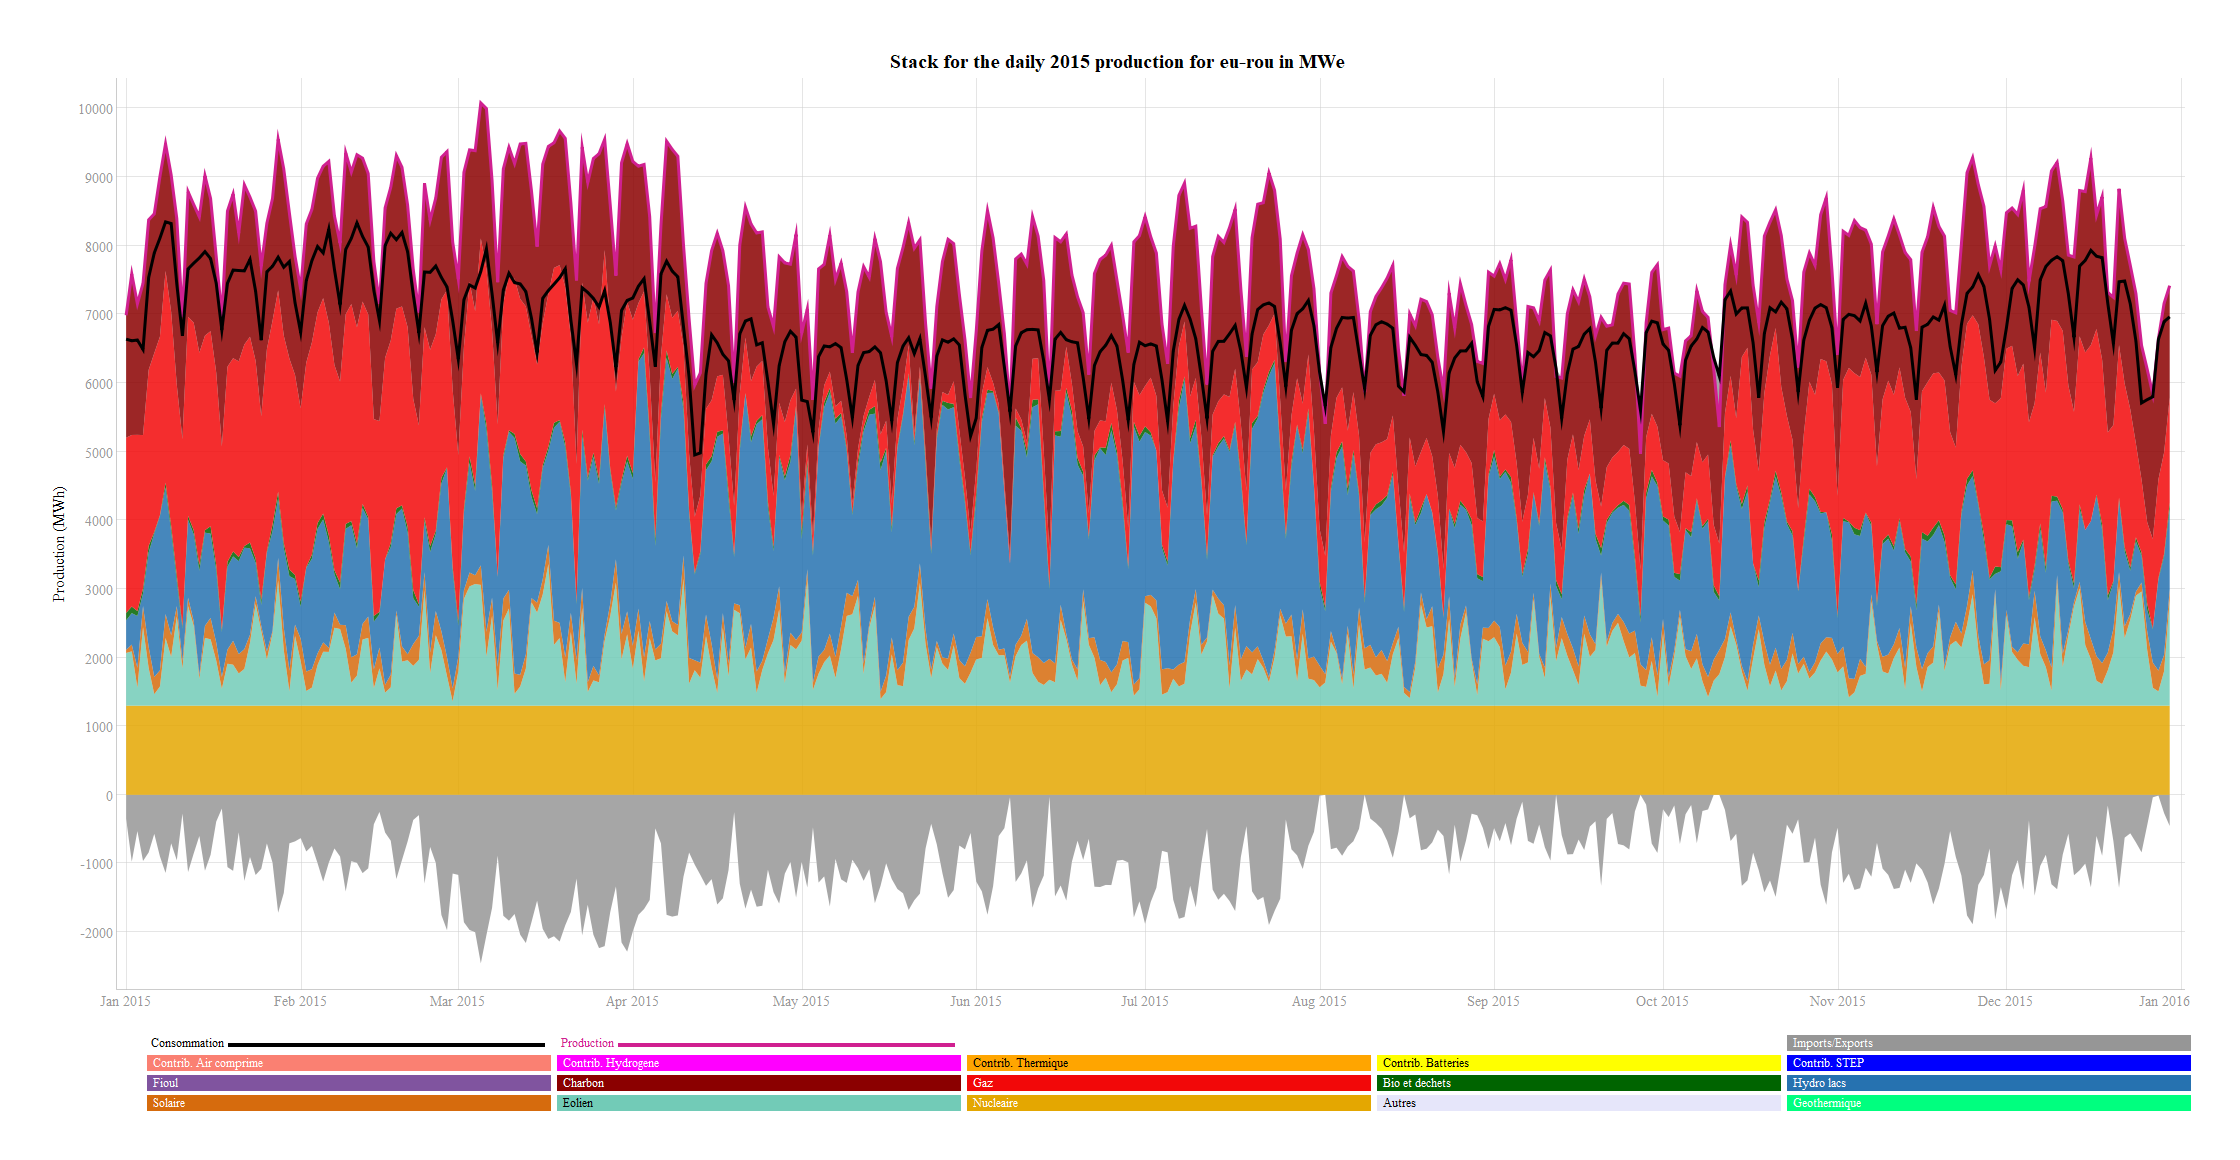 Stack for the daily 2015 production for eu-rou in MWe
Production (MWh)
10000
9000
8000
7000
6000
5000
4000
3000
2000
1000
0
-1000
-2000
Jan 2015 Feb 2015 Mar 2015 Apr 2015 May 2015 Jun 2015 Jul 2015 Aug 2015 Sep 2015 Oct 2015 Nov 2015 Dec 2015 Jan 2016
Consommation Production Imports/Exports
Contrib. Air comprime Contrib. Hydrogene Contrib. Thermique Contrib. Batteries Contrib. STEP
Fioul Charbon Gaz Bio et dechets Hydro lacs
Solaire Eolien Nucleaire Autres Geothermique